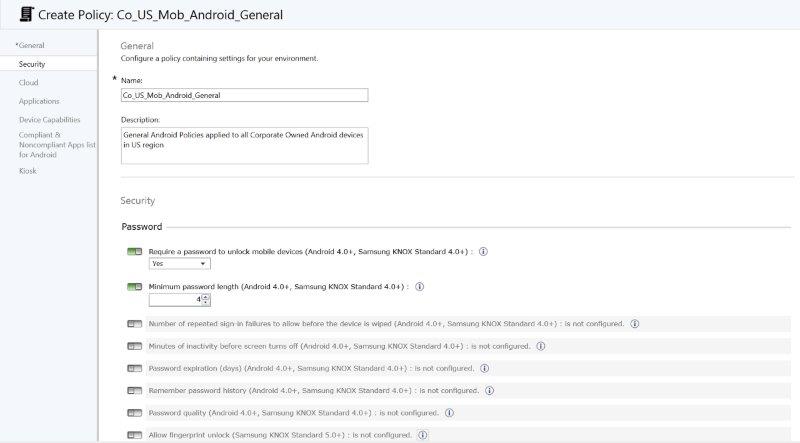 Create Policy: Co_US_Mob_Android_General
*General
Security
Cloud
Applications
Device Capabilities
Compliant &
Noncompliant Apps list
for Android
Kiosk
General
Configure a policy containing settings for your environment.
* Name:
Co_US_Mob_Android_General
Description:
General Android Policies applied to all Corporate Owned Android devices
in US region
Security
Password
Require a password to unlock mobile devices (Android 4.0+, Samsung KNOX Standard 4.0+) :
Yes
Minimum password length (Android 4.0+, Samsung KNOX Standard 4.0+) :
4
Number of repeated sign-in failures to allow before the device is wiped (Android 4.0+, Samsung KNOX Standard 4.0+) : is not configured.
Minutes of inactivity before screen turns off (Android 4.0+, Samsung KNOX Standard 4.0+) : is not configured.
Password expiration (days) (Android 4.0+, Samsung KNOX Standard 4.0+) : is not configured.
Remember password history (Android 4.0+, Samsung KNOX Standard 4.0+) : is not configured.
Password quality (Android 4.0+, Samsung KNOX Standard 4.0+) : is not configured.
Allow fingerprint unlock (Samsung KNOX Standard 5.0+) : is not configured.